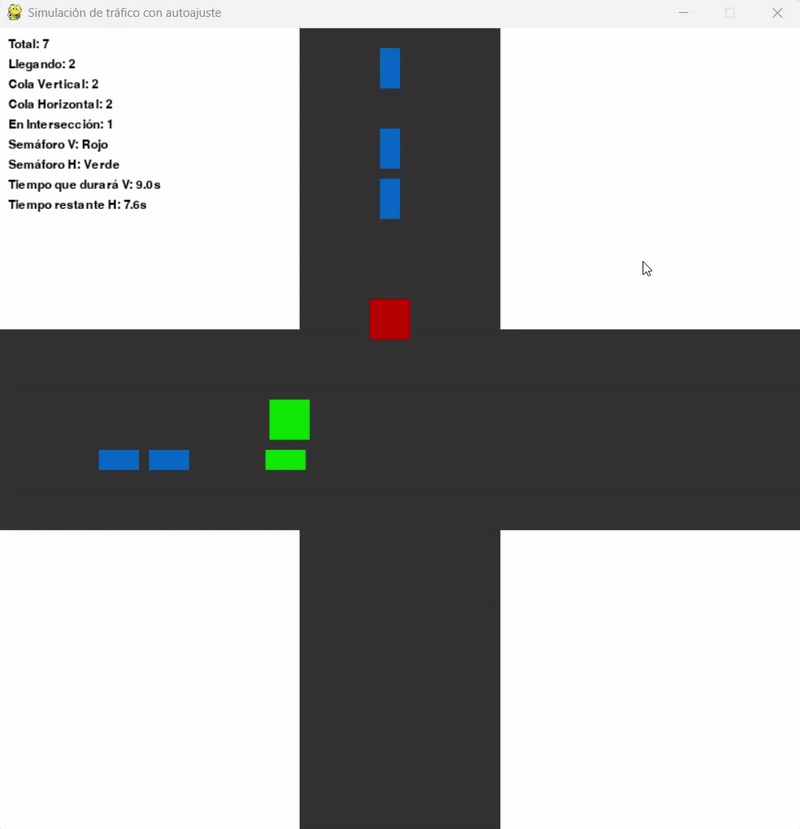 Simulación de tráfico con autoajuste
Total: 7
Llegando: 2
Cola Vertical: 2
Cola Horizontal: 2
En Intersección: 1
Semáforo V: Rojo
Semáforo H: Verde
Tiempo que durará V: 9.0s
Tiempo restante H: 7.6s